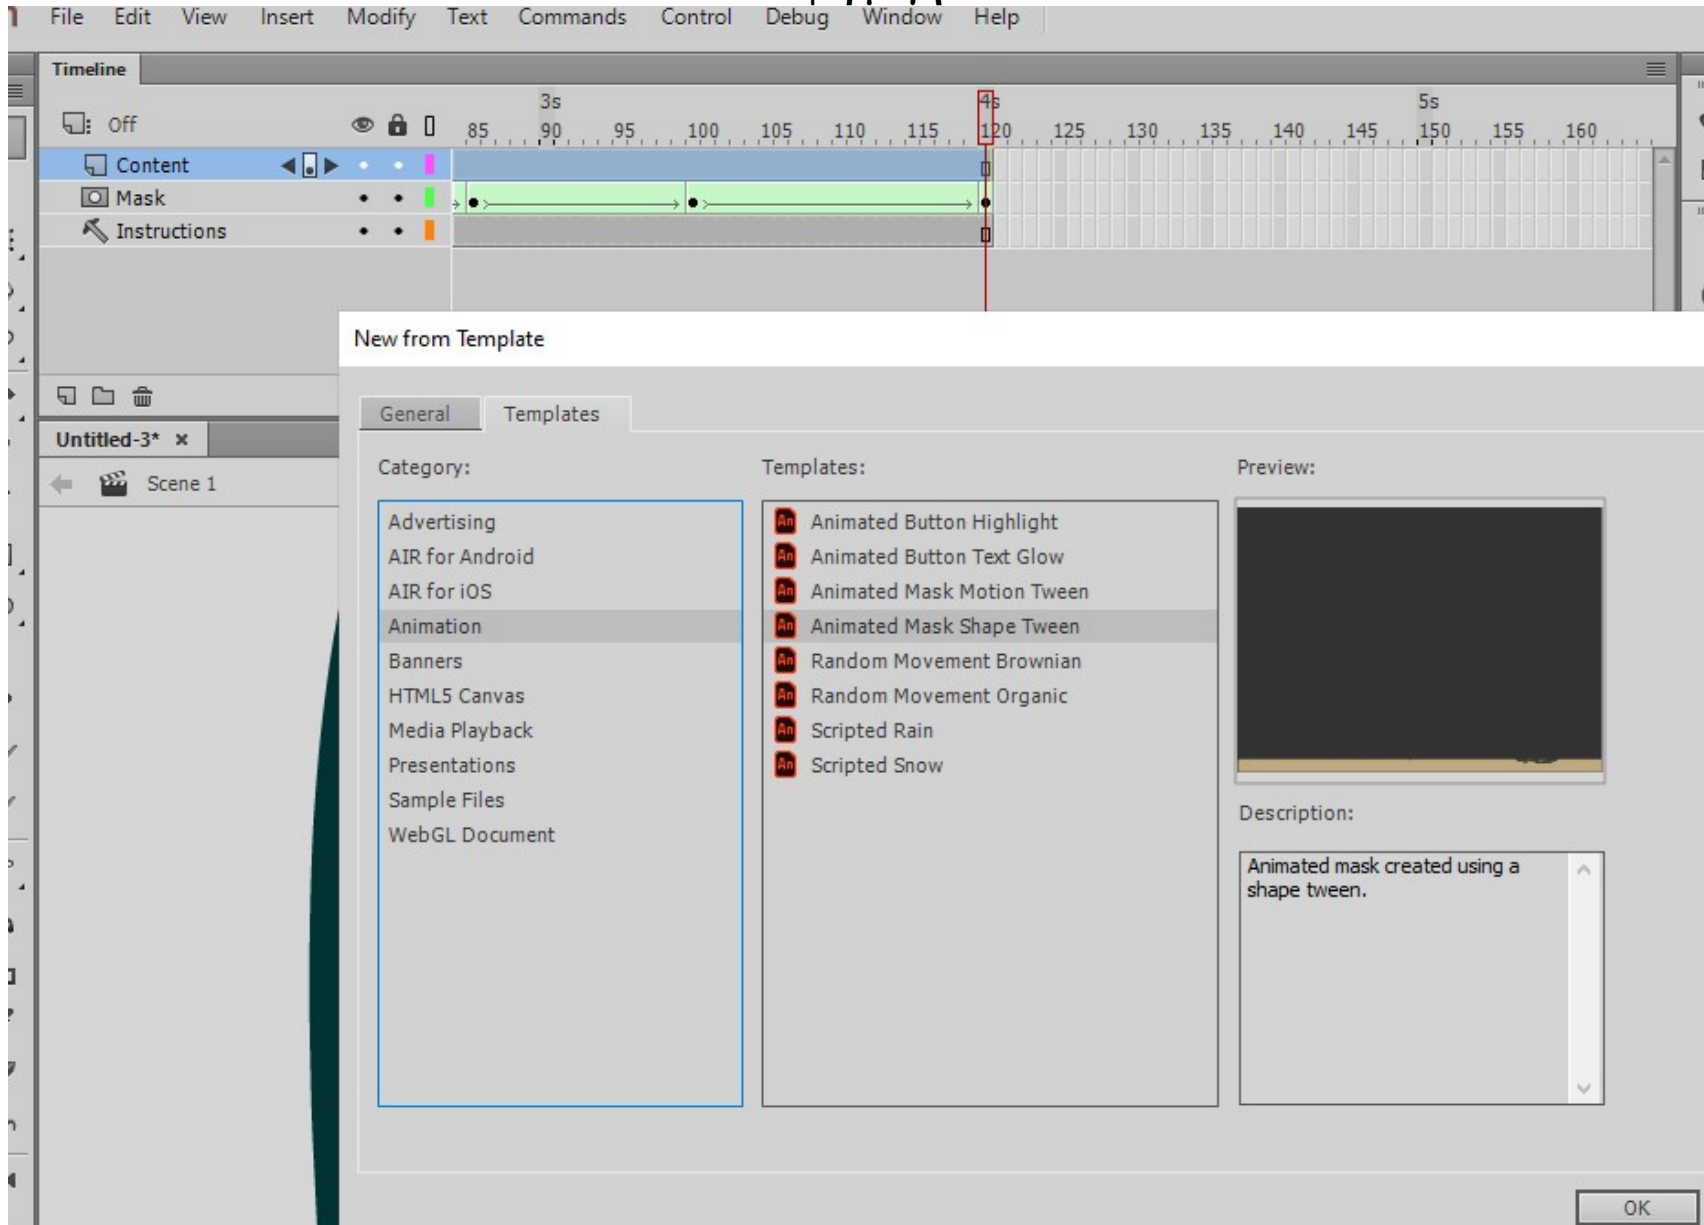 File Edit View Insert Modify Text Commands Control Debug Window Help
Timeline
3s 4s 5s
Off 85 90 95 100 105 110 115 120 125 130 135 140 145 150 155 160
Content
Mask
Instructions
New from Template
General Templates
Untitled-3*
Scene 1
Category:
Advertising
AIR for Android
AIR for iOS
Animation
Banners
HTML5 Canvas
Media Playback
Presentations
Sample Files
WebGL Document
Templates:
Animated Button Highlight
Animated Button Text Glow
Animated Mask Motion Tween
Animated Mask Shape Tween
Random Movement Brownian
Random Movement Organic
Scripted Rain
Scripted Snow
Preview:
Description:
Animated mask created using a
shape tween.
OK